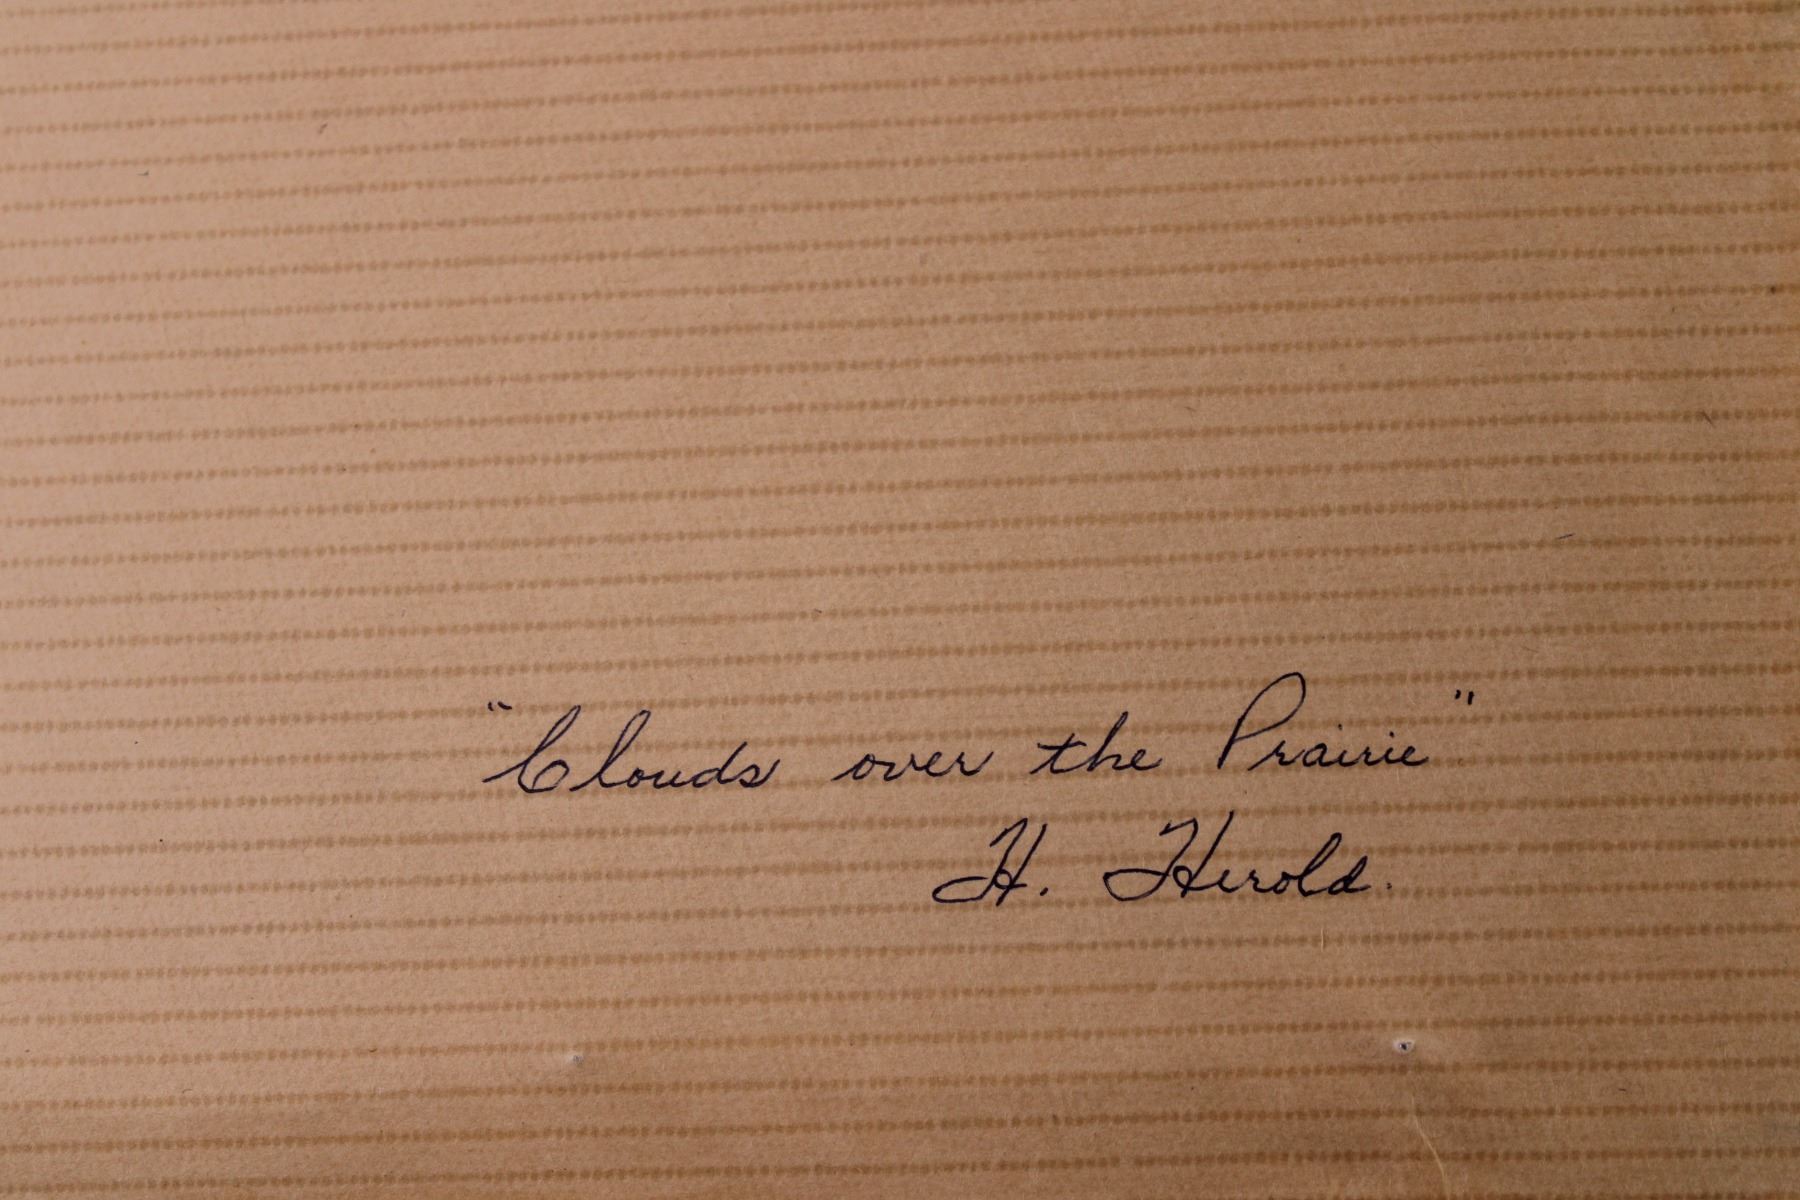 "Clouds over the Prairie"
H. Herold.